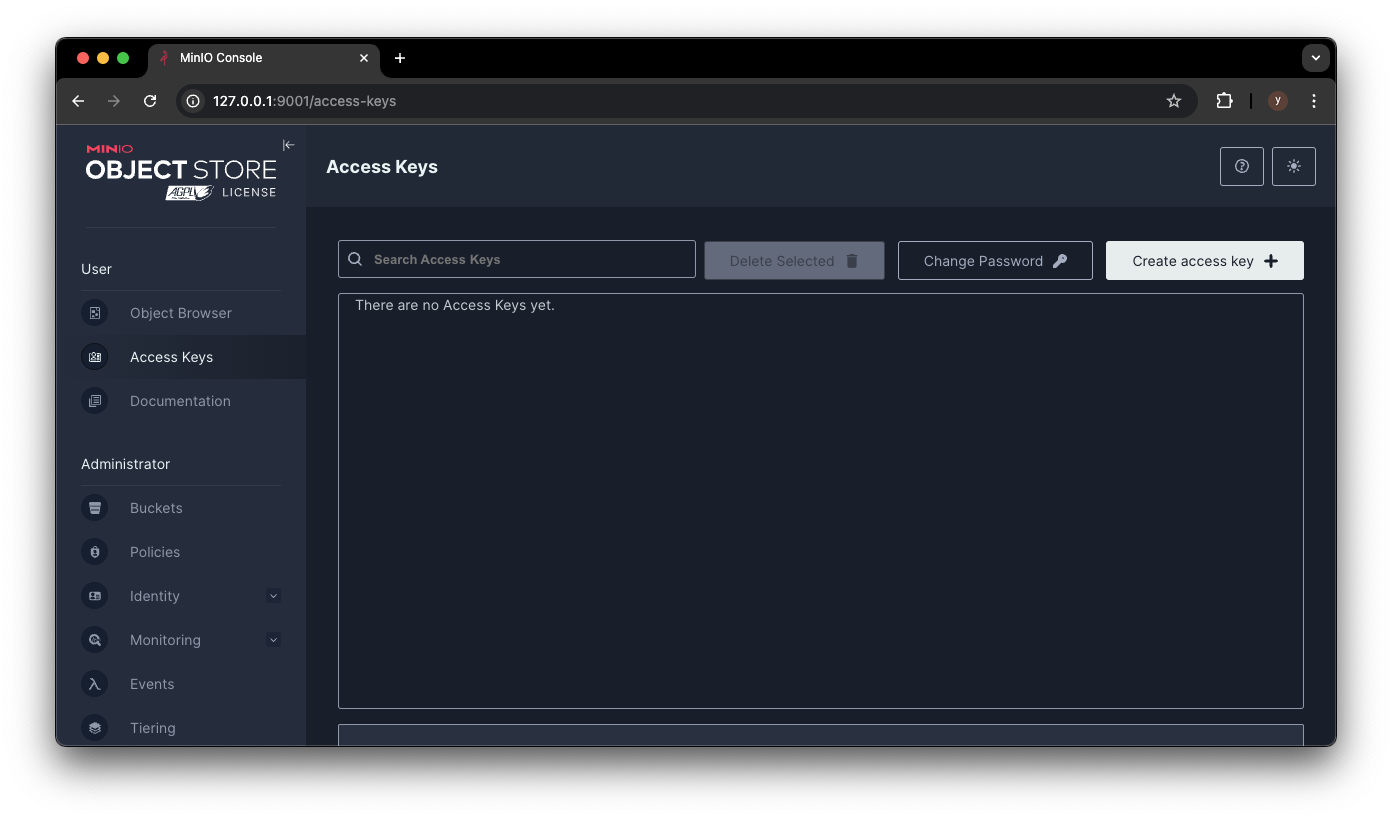 MinIO Console
127.0.0.1:9001/access-keys
y
MINIO
OBJECT STORE
AGPLv3 LICENSE
Access Keys
User
Object Browser
Access Keys
Documentation
Administrator
Buckets
Policies
Identity
Monitoring
Events
Tiering
Search Access Keys
Delete Selected
Change Password
Create access key
There are no Access Keys yet.